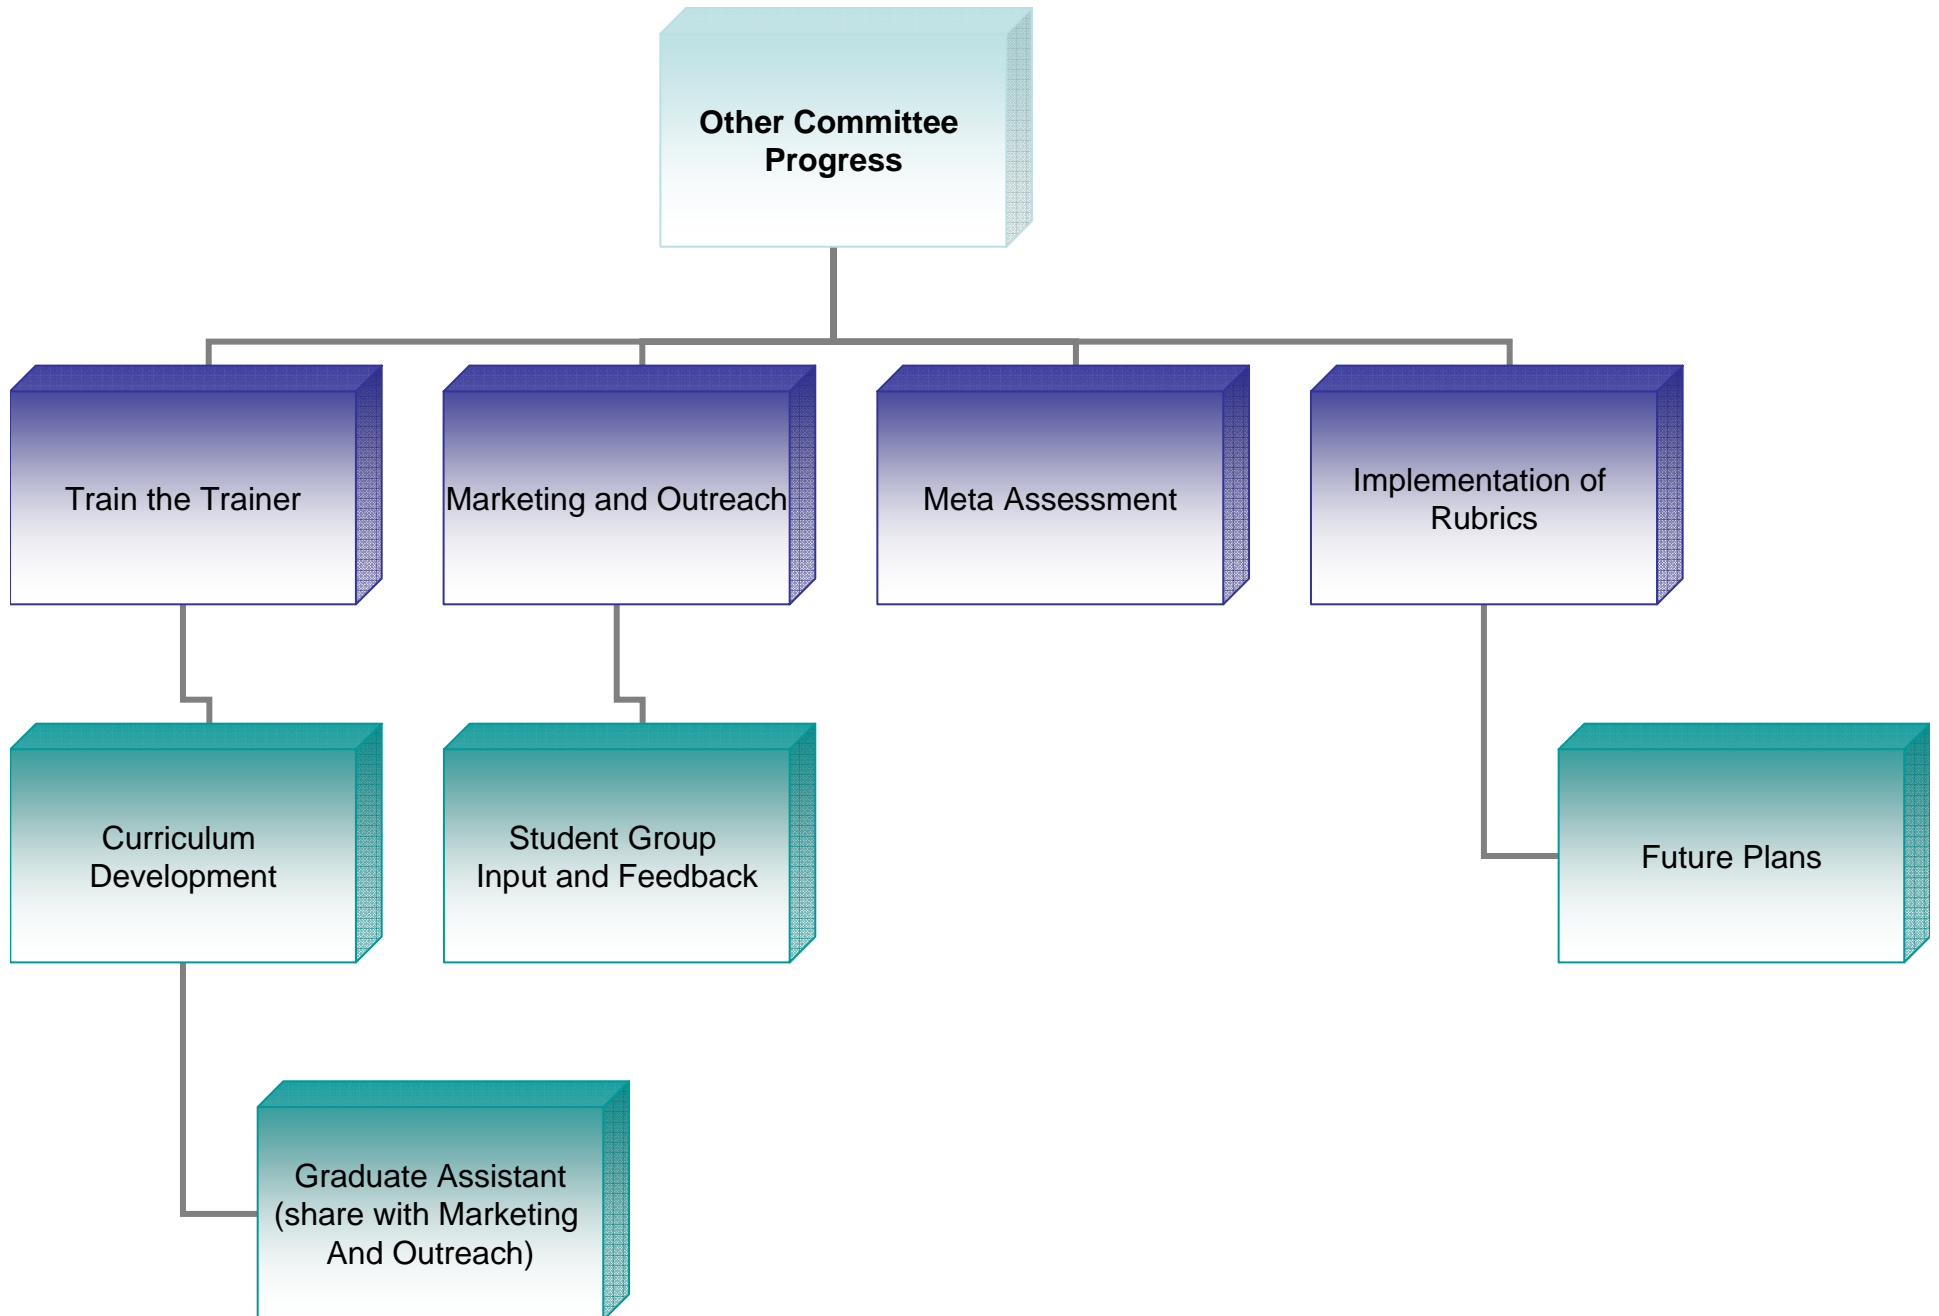 Other Committee
Progress
Train the Trainer
Marketing and Outreach
Meta Assessment
Implementation of
Rubrics
Curriculum
Development
Student Group
Input and Feedback
Future Plans
Graduate Assistant
(share with Marketing
And Outreach)